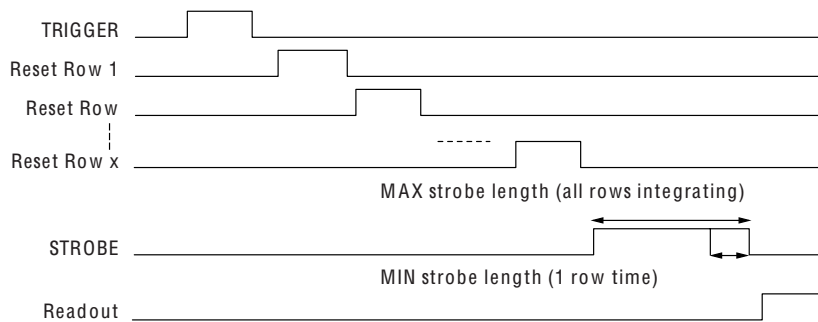 TRIGGER
Reset Row 1
Reset Row
Reset Row x
MAX strobe length (all rows integrating)
STROBE
MIN strobe length (1 row time)
Readout